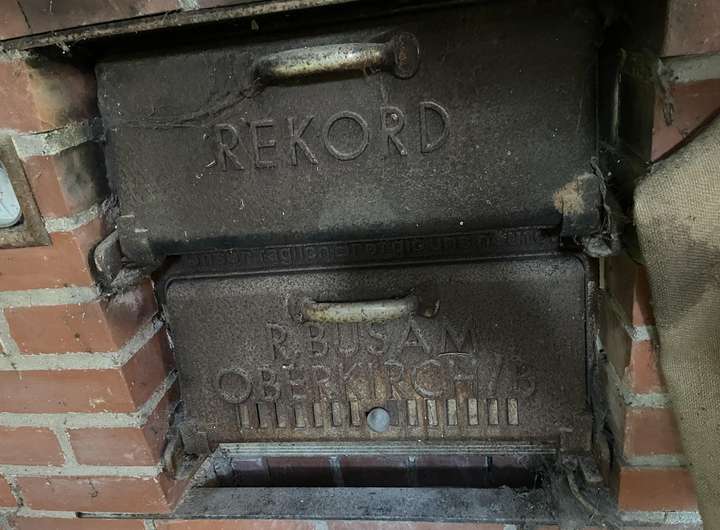 REKORD
R. BUSAM
OBERKIRCH/B